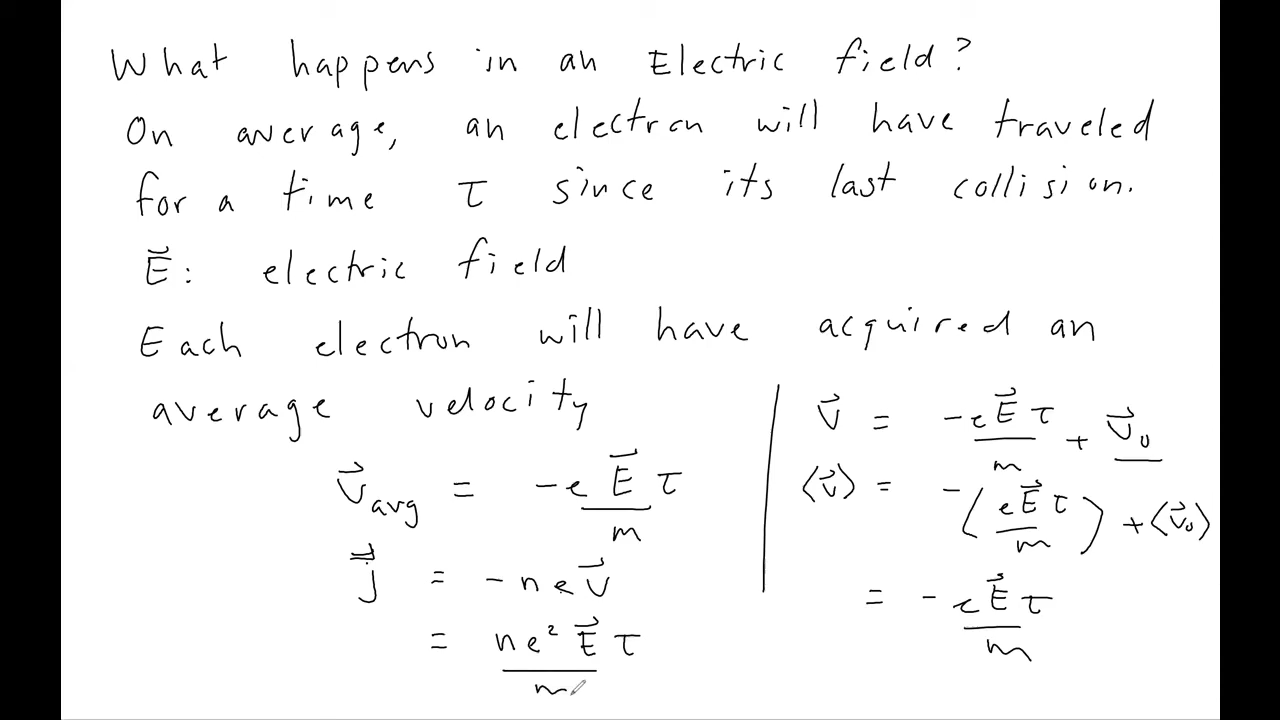 What happens in an Electric field?
On average, an electron will have traveled
for a time τ since its last collision.
E⃗: electric field
Each electron will have acquired an
average velocity
v⃗avg = -eE⃗τ/m
j⃗ = -nev⃗
= ne²E⃗τ/m
v⃗ = -eE⃗τ/m + v⃗₀
⟨v⃗⟩ = -(eE⃗τ/m) + ⟨v⃗₀⟩
= -eE⃗τ/m